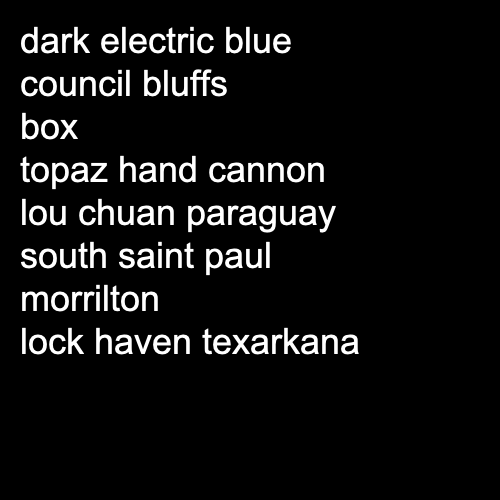 dark electric blue
council bluffs
box
topaz hand cannon
lou chuan paraguay
south saint paul
morrilton
lock haven texarkana